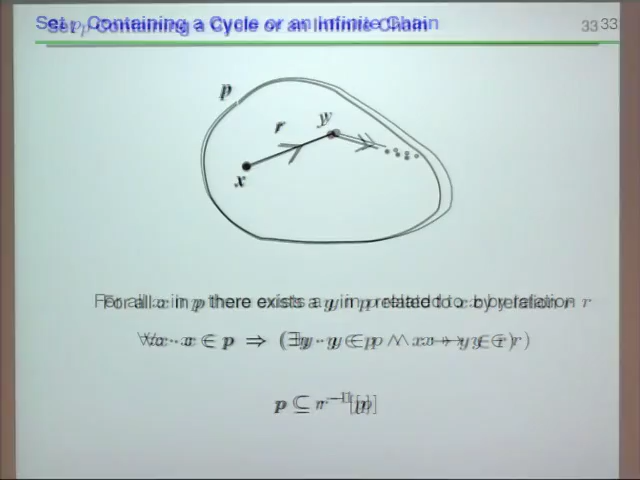 Set p Containing a Cycle or an Infinite Chain 33
p
r
y
x
For all x in p there exists a y in p related to x by relation r
∀x · x ∈ p ⇒ (∃y · y ∈ p ∧ x ↦ y ∈ r)
p ⊆ r⁻¹[p]